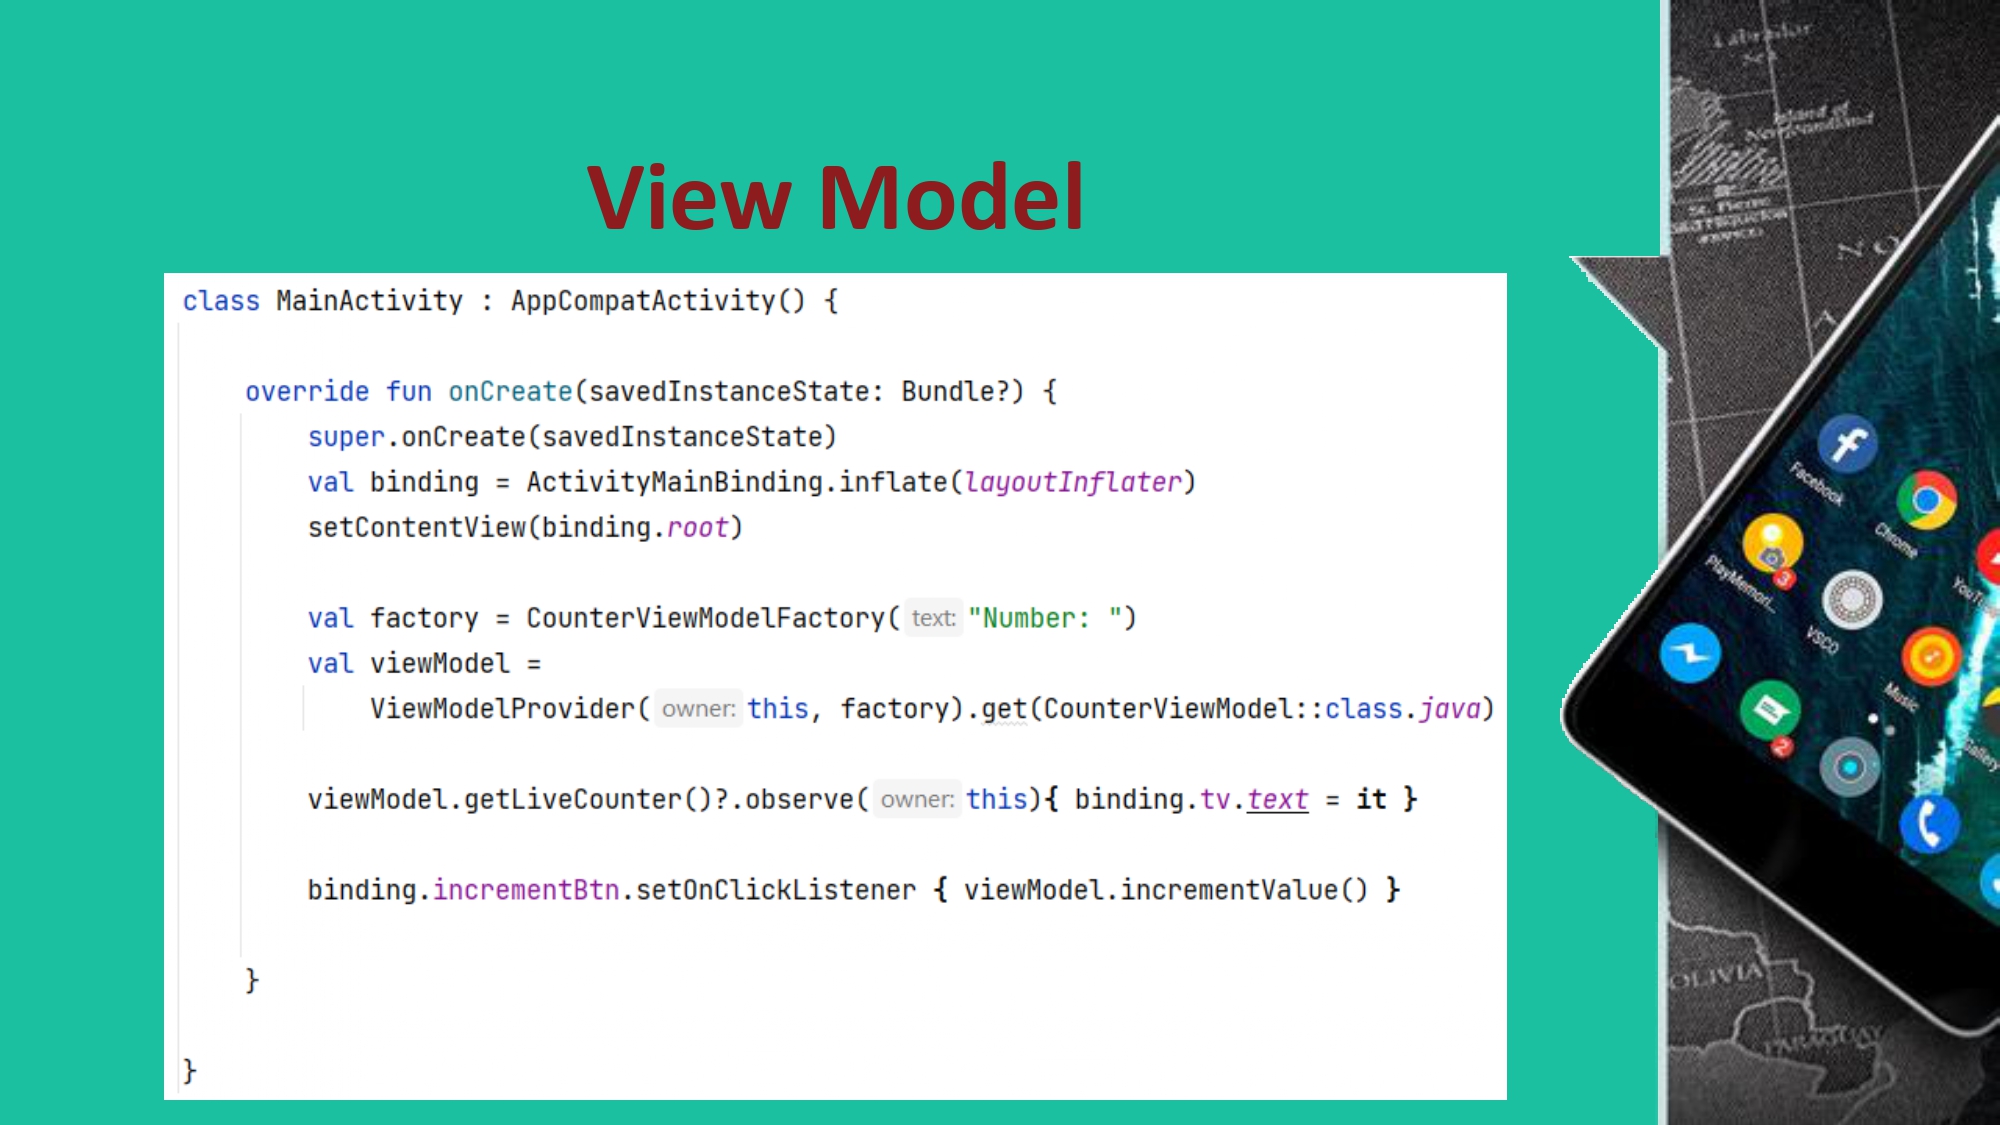 View Model
class MainActivity : AppCompatActivity() {
override fun onCreate(savedInstanceState: Bundle?) {
super.onCreate(savedInstanceState)
val binding = ActivityMainBinding.inflate(layoutInflater)
setContentView(binding.root)
val factory = CounterViewModelFactory( text: "Number: ")
val viewModel =
ViewModelProvider( owner: this, factory).get(CounterViewModel::class.java)
viewModel.getLiveCounter()?.observe( owner: this){ binding.tv.text = it }
binding.incrementBtn.setOnClickListener { viewModel.incrementValue() }
}
}
Labrador
Island of
Newfoundland
St. Pierre
Facebook
Chrome
PlayMemori...
3
VSCO
Music
2
Gallery
OLIVIA
PARAGUAY